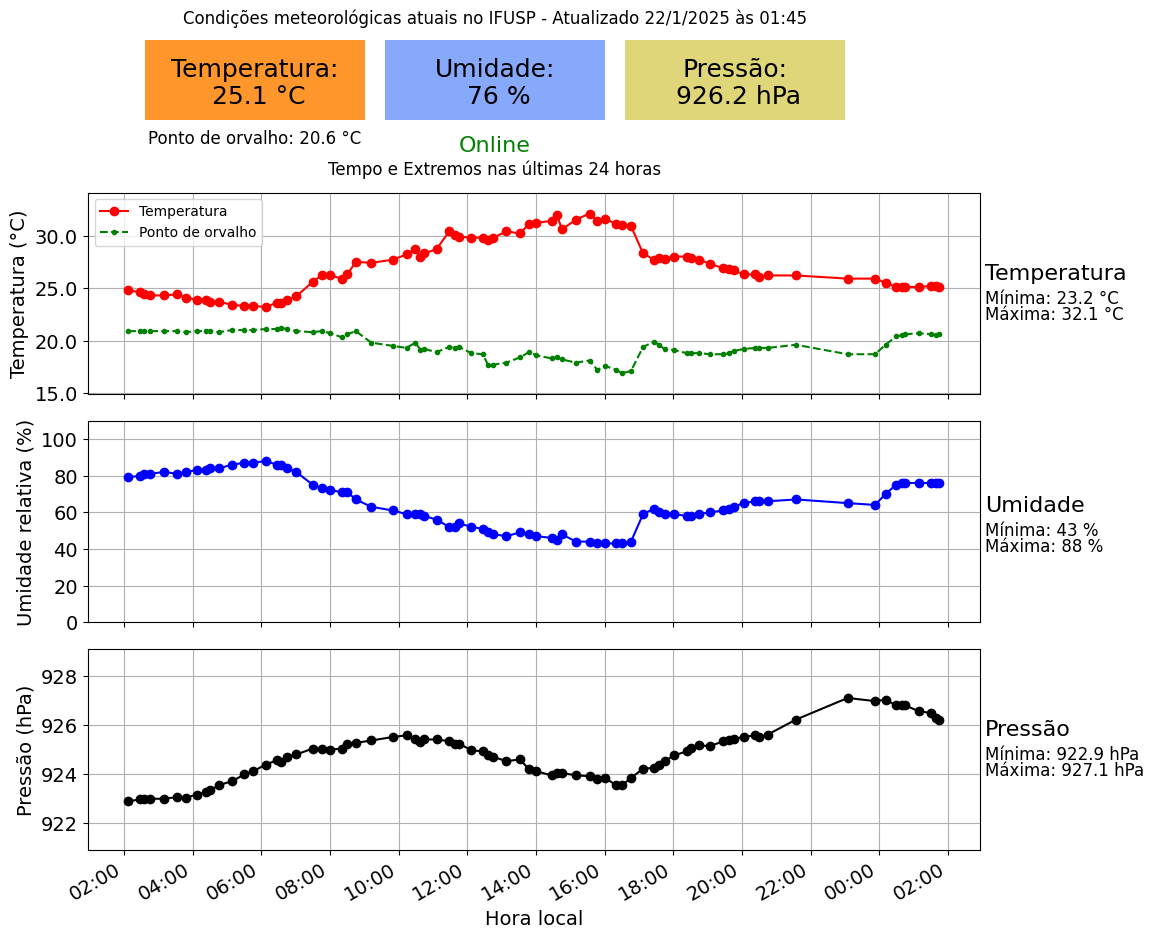 Condições meteorológicas atuais no IFUSP - Atualizado 22/1/2025 às 01:45
Temperatura:
25.1 °C
Umidade:
76 %
Pressão:
926.2 hPa
Ponto de orvalho: 20.6 °C
Online
Tempo e Extremos nas últimas 24 horas
Temperatura (°C)
30.0
25.0
20.0
15.0
Temperatura
Ponto de orvalho
Temperatura
Mínima: 23.2 °C
Máxima: 32.1 °C
Umidade relativa (%)
100
80
60
40
20
0
Umidade
Mínima: 43 %
Máxima: 88 %
Pressão (hPa)
928
926
924
922
Pressão
Mínima: 922.9 hPa
Máxima: 927.1 hPa
02:00
04:00
06:00
08:00
10:00
12:00
14:00
16:00
18:00
20:00
22:00
00:00
02:00
Hora local